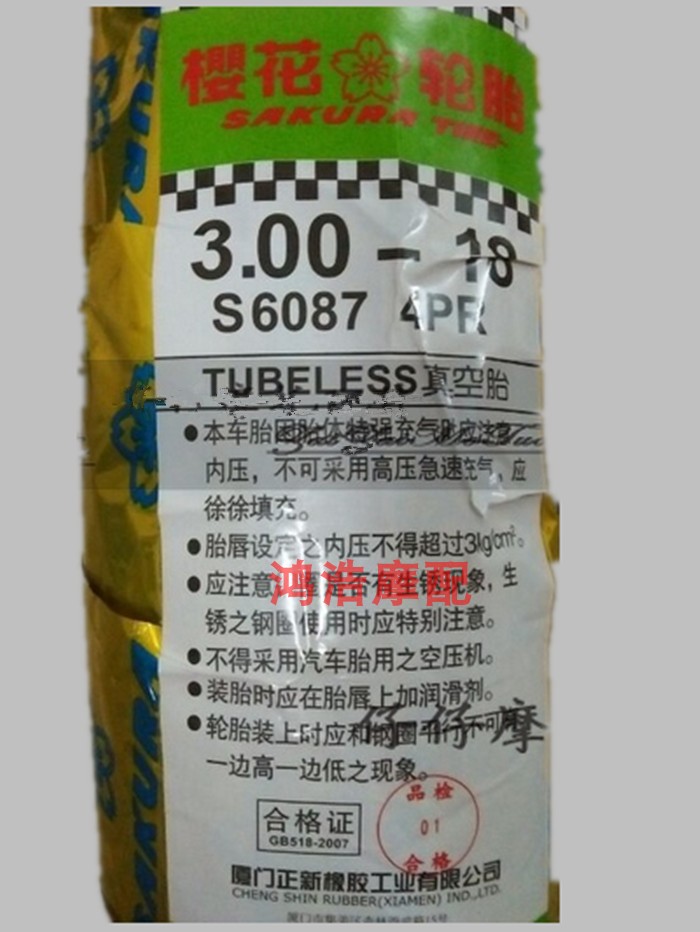 櫻花 轮胎
SAKURA TIRE
3.00 - 18
S6087 4PR
TUBELESS真空胎
●本车胎因胎体特强充气时应注意
内压，不可采用高压急速充气，应
徐徐填充。
●胎唇设定之内压不得超过3kg/cm²。
●应注意 是否有生锈现象，生
锈之钢圈使用时应特别注意。
鸿浩摩配
●不得采用汽车胎用之空压机。
●装胎时应在胎唇上加润滑剂。
●轮胎装上时应和钢圈平行不可有
仔仔摩
一边高一边低之现象。
合格证
GB518-2007
品检
01
合格
厦门正新橡胶工业有限公司
CHENG SHIN RUBBER(XIAMEN) IND.,LTD.
SAKURA